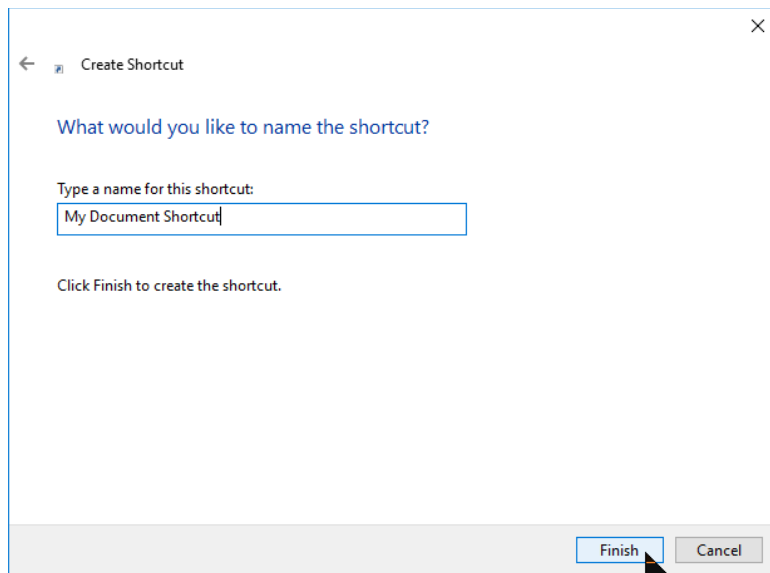 Create Shortcut
What would you like to name the shortcut?
Type a name for this shortcut:
My Document Shortcut
Click Finish to create the shortcut.
Finish Cancel